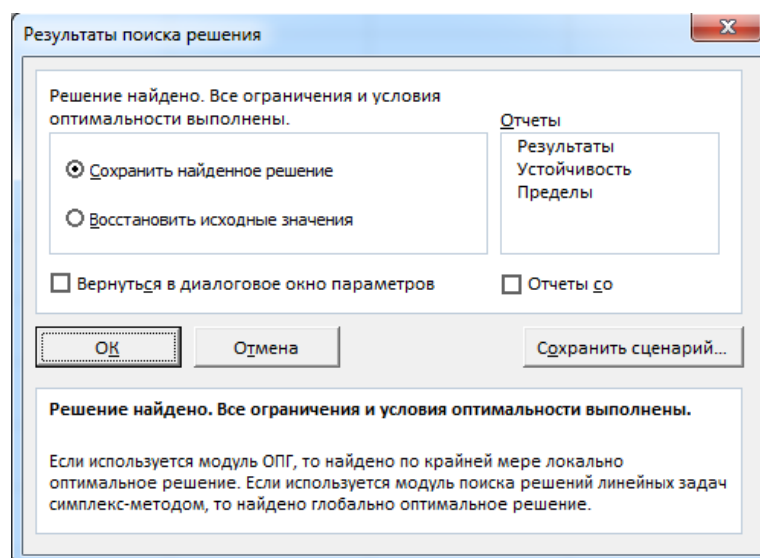 Результаты поиска решения
Решение найдено. Все ограничения и условия
оптимальности выполнены.
Сохранить найденное решение
Восстановить исходные значения
Отчеты
Результаты
Устойчивость
Пределы
Вернуться в диалоговое окно параметров
Отчеты со
ОК
Отмена
Сохранить сценарий...
Решение найдено. Все ограничения и условия оптимальности выполнены.
Если используется модуль ОПГ, то найдено по крайней мере локально
оптимальное решение. Если используется модуль поиска решений линейных задач
симплекс-методом, то найдено глобально оптимальное решение.